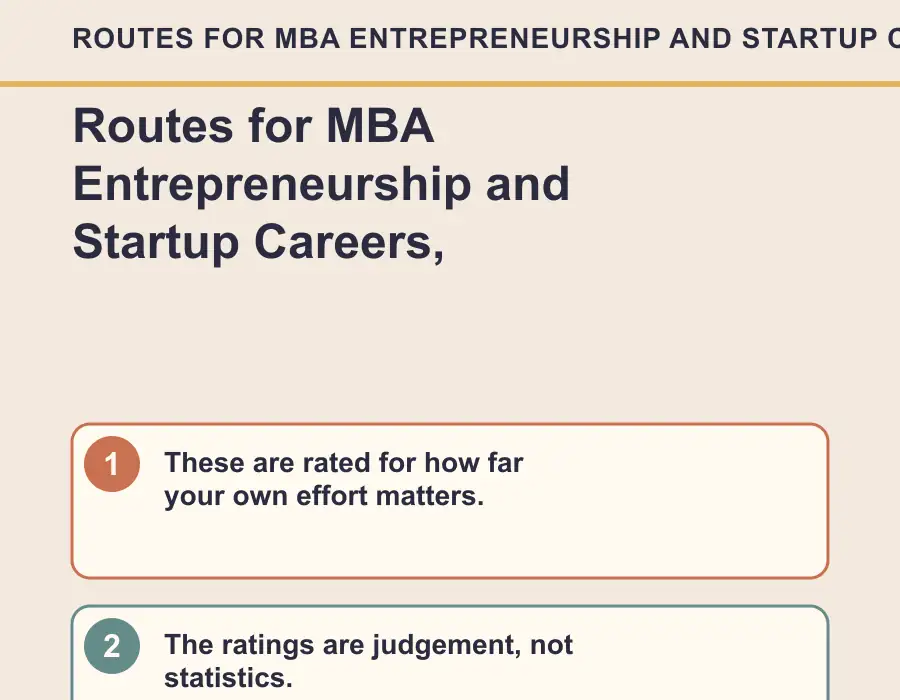 ROUTES FOR MBA ENTREPRENEURSHIP AND STARTUP
Routes for MBA
Entrepreneurship and
Startup Careers,
1
These are rated for how far
your own effort matters.
2
The ratings are judgement, not
statistics.